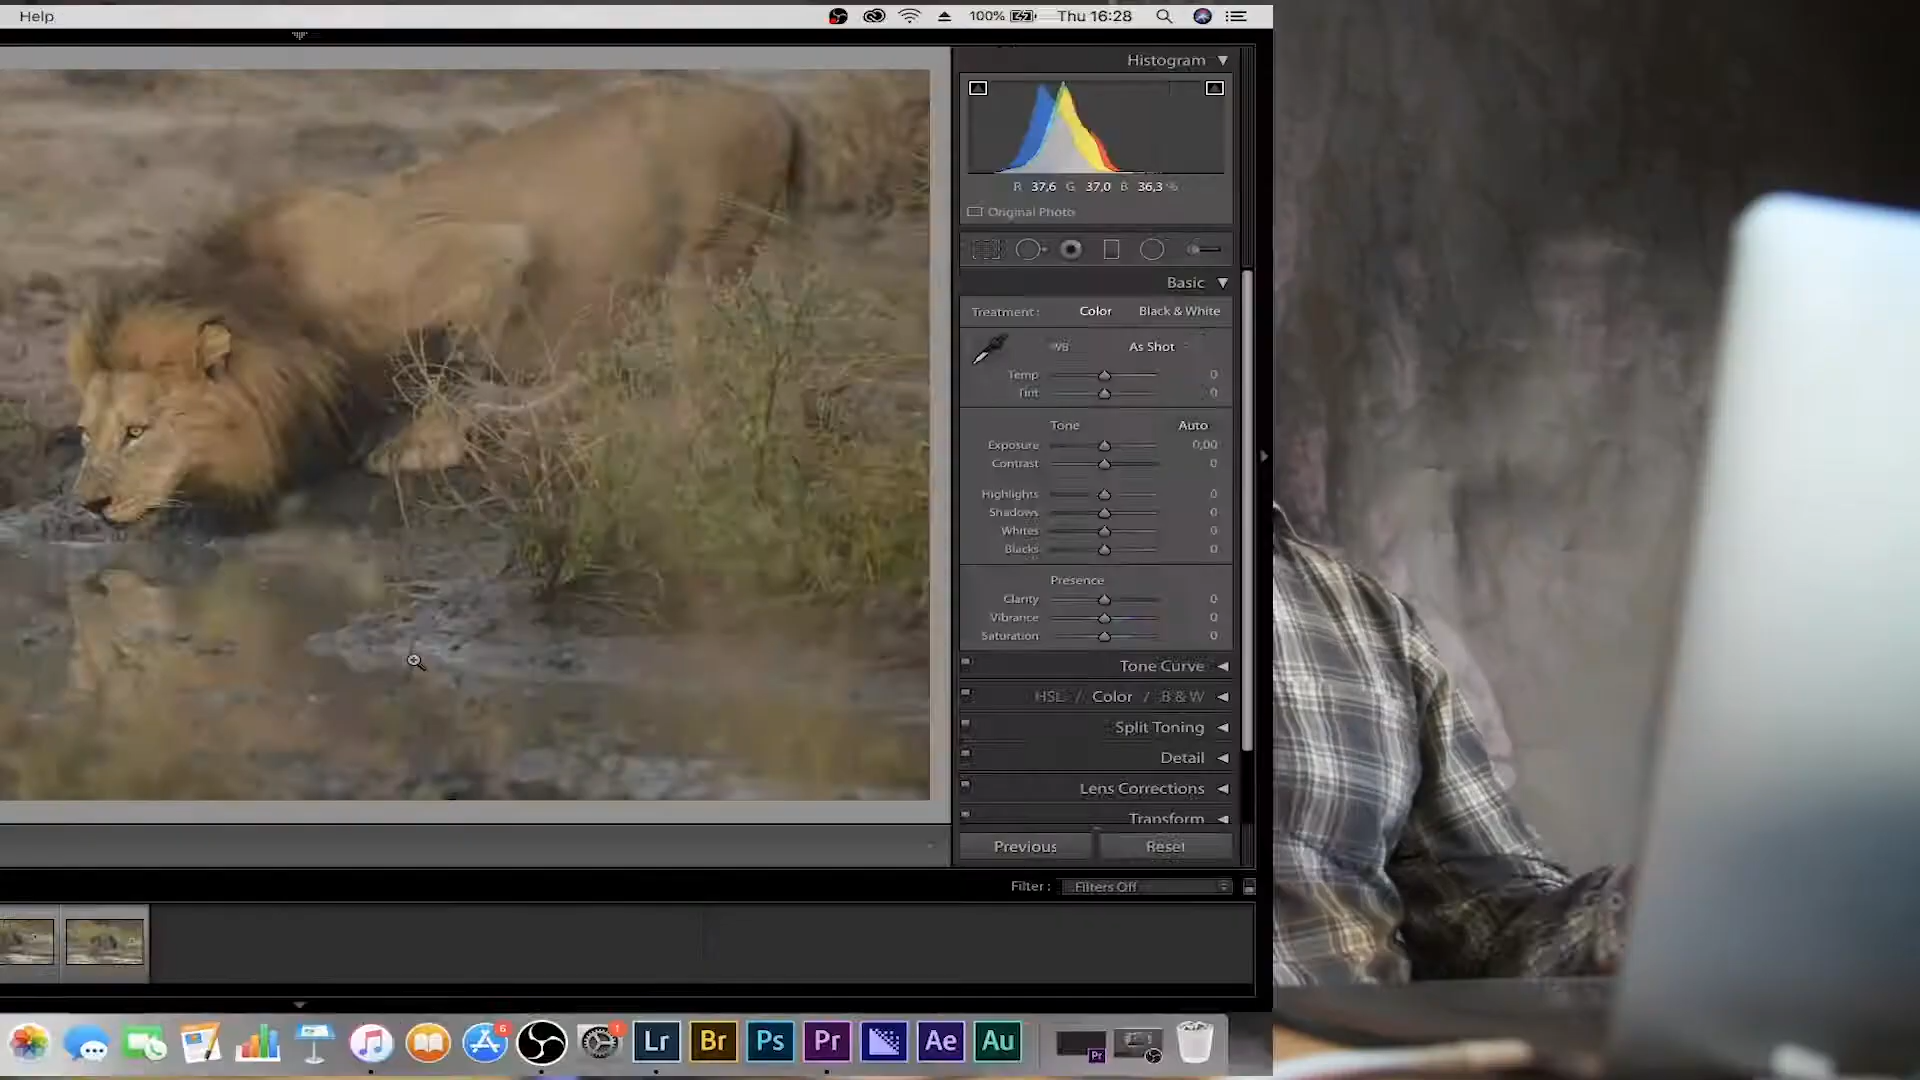 Help 100% Thu 16:28
Histogram
R 37,6 G 37,0 B 36,3 %
Original Photo
Basic
Treatment: Color Black & White
WB As Shot
Temp 0
Tint 0
Tone Auto
Exposure 0,00
Contrast 0
Highlights 0
Shadows 0
Whites 0
Blacks 0
Presence
Clarity 0
Vibrance 0
Saturation 0
Tone Curve
HSL / Color / B & W
Split Toning
Detail
Lens Corrections
Transform
Previous Reset
Filter : Filters Off
6 1 Lr Br Ps Pr Ae Au Pr